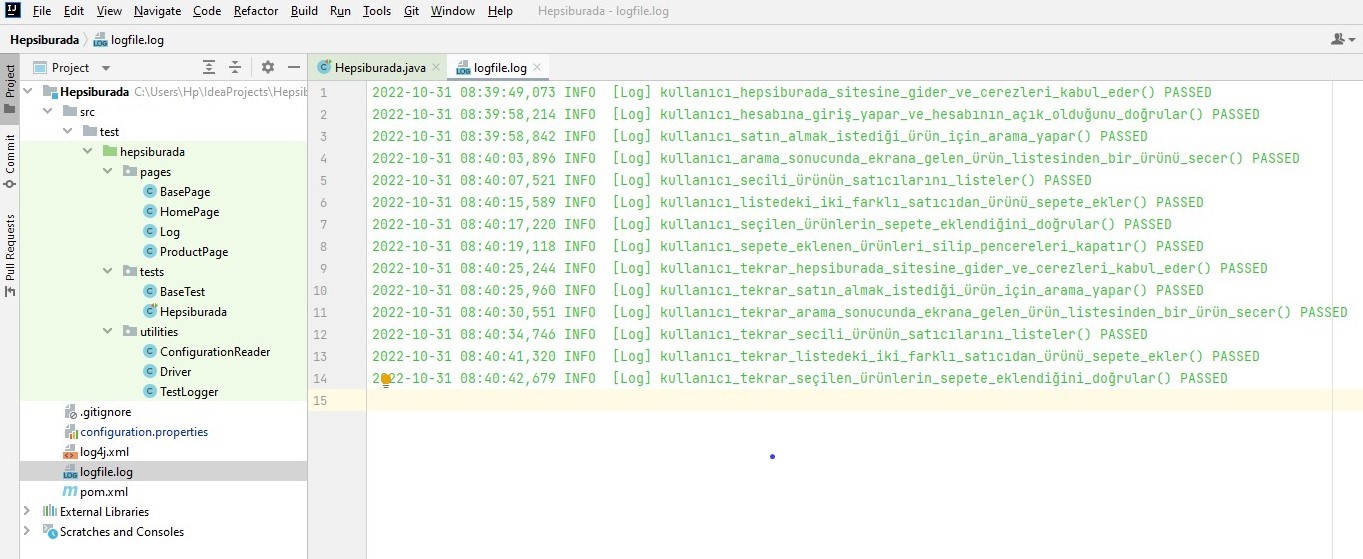 File Edit View Navigate Code Refactor Build Run Tools Git Window Help Hepsiburada - logfile.log
Hepsiburada logfile.log
Project
Commit
Pull Requests
Project
Hepsiburada C:\Users\Hp\IdeaProjects\Hepsib
src
test
hepsiburada
pages
BasePage
HomePage
Log
ProductPage
tests
BaseTest
Hepsiburada
utilities
ConfigurationReader
Driver
TestLogger
.gitignore
configuration.properties
log4j.xml
logfile.log
pom.xml
External Libraries
Scratches and Consoles
Hepsiburada.java logfile.log
1 2022-10-31 08:39:49,073 INFO [Log] kullanıcı_hepsiburada_sitesine_gider_ve_cerezleri_kabul_eder() PASSED
2 2022-10-31 08:39:58,214 INFO [Log] kullanıcı_hesabına_giriş_yapar_ve_hesabının_açık_olduğunu_doğrular() PASSED
3 2022-10-31 08:39:58,842 INFO [Log] kullanıcı_satın_almak_istediği_ürün_için_arama_yapar() PASSED
4 2022-10-31 08:40:03,896 INFO [Log] kullanıcı_arama_sonucunda_ekrana_gelen_ürün_listesinden_bir_ürünü_secer() PASSED
5 2022-10-31 08:40:07,521 INFO [Log] kullanıcı_secili_ürünün_satıcılarını_listeler() PASSED
6 2022-10-31 08:40:15,589 INFO [Log] kullanıcı_listedeki_iki_farklı_satıcıdan_ürünü_sepete_ekler() PASSED
7 2022-10-31 08:40:17,220 INFO [Log] kullanıcı_seçilen_ürünlerin_sepete_eklendiğini_doğrular() PASSED
8 2022-10-31 08:40:19,118 INFO [Log] kullanıcı_sepete_eklenen_ürünleri_silip_pencereleri_kapatır() PASSED
9 2022-10-31 08:40:25,244 INFO [Log] kullanıcı_tekrar_hepsiburada_sitesine_gider_ve_cerezleri_kabul_eder() PASSED
10 2022-10-31 08:40:25,960 INFO [Log] kullanıcı_tekrar_satın_almak_istediği_ürün_için_arama_yapar() PASSED
11 2022-10-31 08:40:30,551 INFO [Log] kullanıcı_tekrar_arama_sonucunda_ekrana_gelen_ürün_listesinden_bir_ürün_secer() PASSED
12 2022-10-31 08:40:34,746 INFO [Log] kullanıcı_tekrar_secili_ürünün_satıcılarını_listeler() PASSED
13 2022-10-31 08:40:41,320 INFO [Log] kullanıcı_tekrar_listedeki_iki_farklı_satıcıdan_ürünü_sepete_ekler() PASSED
14 2022-10-31 08:40:42,679 INFO [Log] kullanıcı_tekrar_seçilen_ürünlerin_sepete_eklendiğini_doğrular() PASSED
15